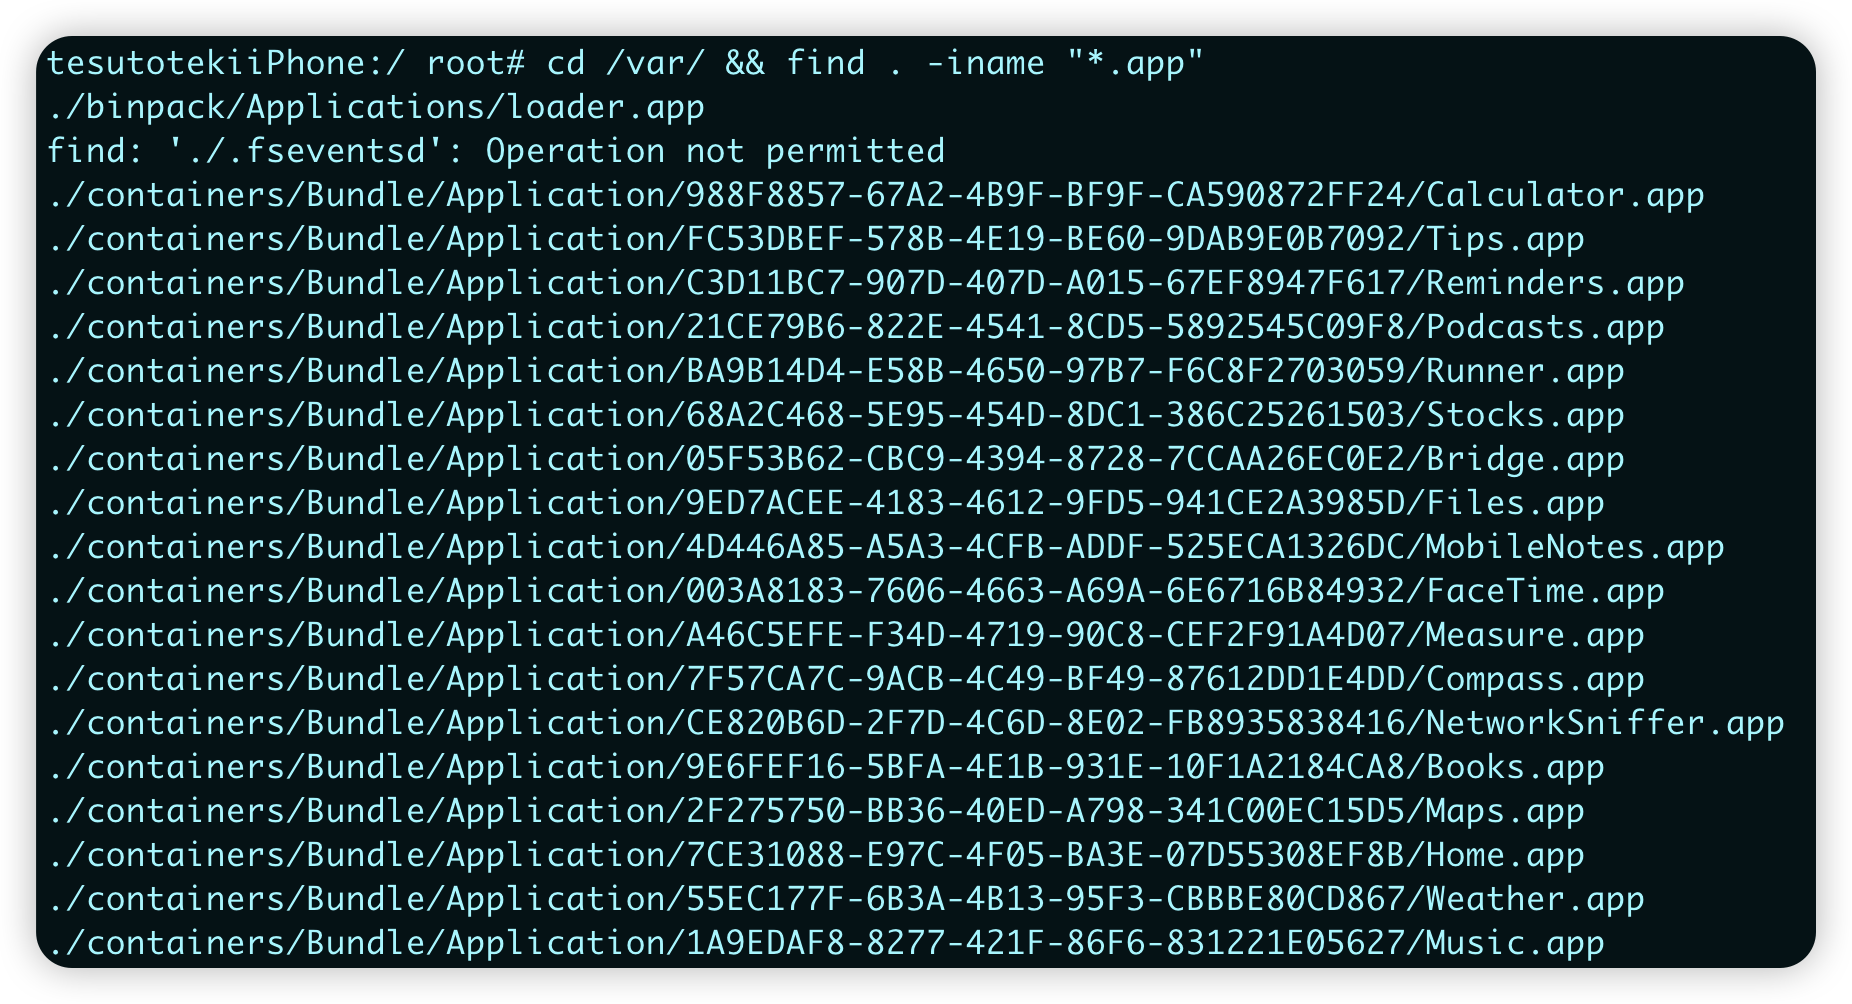 tesutotekiiPhone:/ root# cd /var/ && find . -iname "*.app"
./binpack/Applications/loader.app
find: './.fseventsd': Operation not permitted
./containers/Bundle/Application/988F8857-67A2-4B9F-BF9F-CA590872FF24/Calculator.app
./containers/Bundle/Application/FC53DBEF-578B-4E19-BE60-9DAB9E0B7092/Tips.app
./containers/Bundle/Application/C3D11BC7-907D-407D-A015-67EF8947F617/Reminders.app
./containers/Bundle/Application/21CE79B6-822E-4541-8CD5-5892545C09F8/Podcasts.app
./containers/Bundle/Application/BA9B14D4-E58B-4650-97B7-F6C8F2703059/Runner.app
./containers/Bundle/Application/68A2C468-5E95-454D-8DC1-386C25261503/Stocks.app
./containers/Bundle/Application/05F53B62-CBC9-4394-8728-7CCAA26EC0E2/Bridge.app
./containers/Bundle/Application/9ED7ACEE-4183-4612-9FD5-941CE2A3985D/Files.app
./containers/Bundle/Application/4D446A85-A5A3-4CFB-ADDF-525ECA1326DC/MobileNotes.app
./containers/Bundle/Application/003A8183-7606-4663-A69A-6E6716B84932/FaceTime.app
./containers/Bundle/Application/A46C5EFE-F34D-4719-90C8-CEF2F91A4D07/Measure.app
./containers/Bundle/Application/7F57CA7C-9ACB-4C49-BF49-87612DD1E4DD/Compass.app
./containers/Bundle/Application/CE820B6D-2F7D-4C6D-8E02-FB8935838416/NetworkSniffer.app
./containers/Bundle/Application/9E6FEF16-5BFA-4E1B-931E-10F1A2184CA8/Books.app
./containers/Bundle/Application/2F275750-BB36-40ED-A798-341C00EC15D5/Maps.app
./containers/Bundle/Application/7CE31088-E97C-4F05-BA3E-07D55308EF8B/Home.app
./containers/Bundle/Application/55EC177F-6B3A-4B13-95F3-CBBBE80CD867/Weather.app
./containers/Bundle/Application/1A9EDAF8-8277-421F-86F6-831221E05627/Music.app